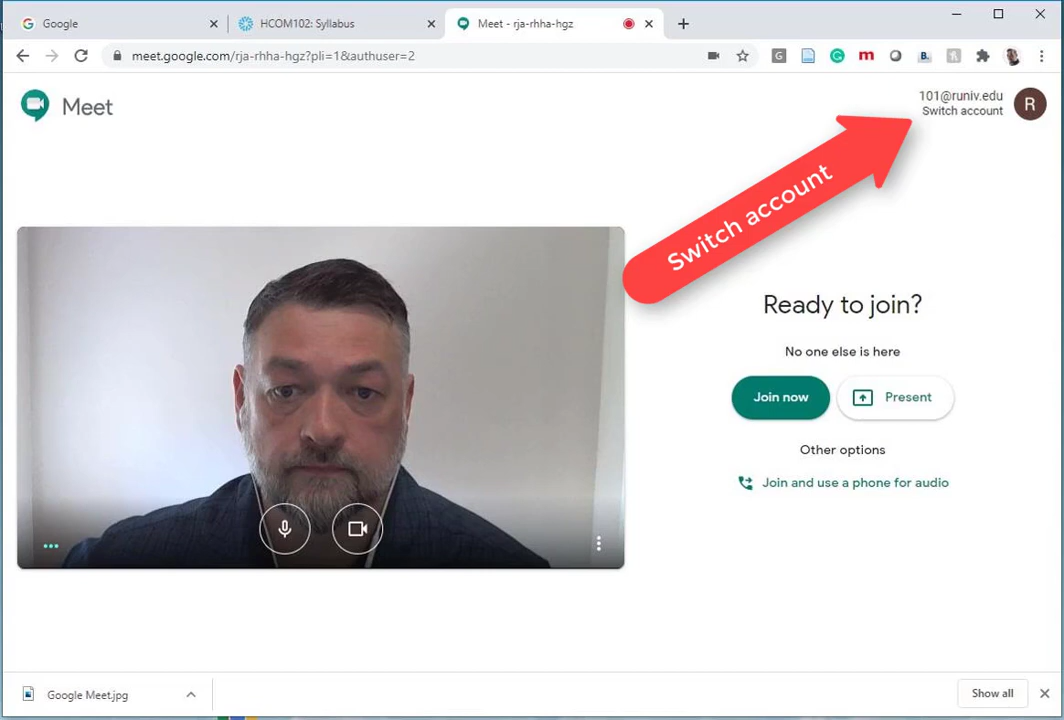 Google
HCOM102: Syllabus
Meet - rja-rhha-hgz
meet.google.com/rja-rhha-hgz?pli=1&authuser=2
G
m
B.
Meet
101@runiv.edu
Switch account
R
Switch account
Ready to join?
No one else is here
Join now
Present
Other options
Join and use a phone for audio
Google Meet.jpg
Show all